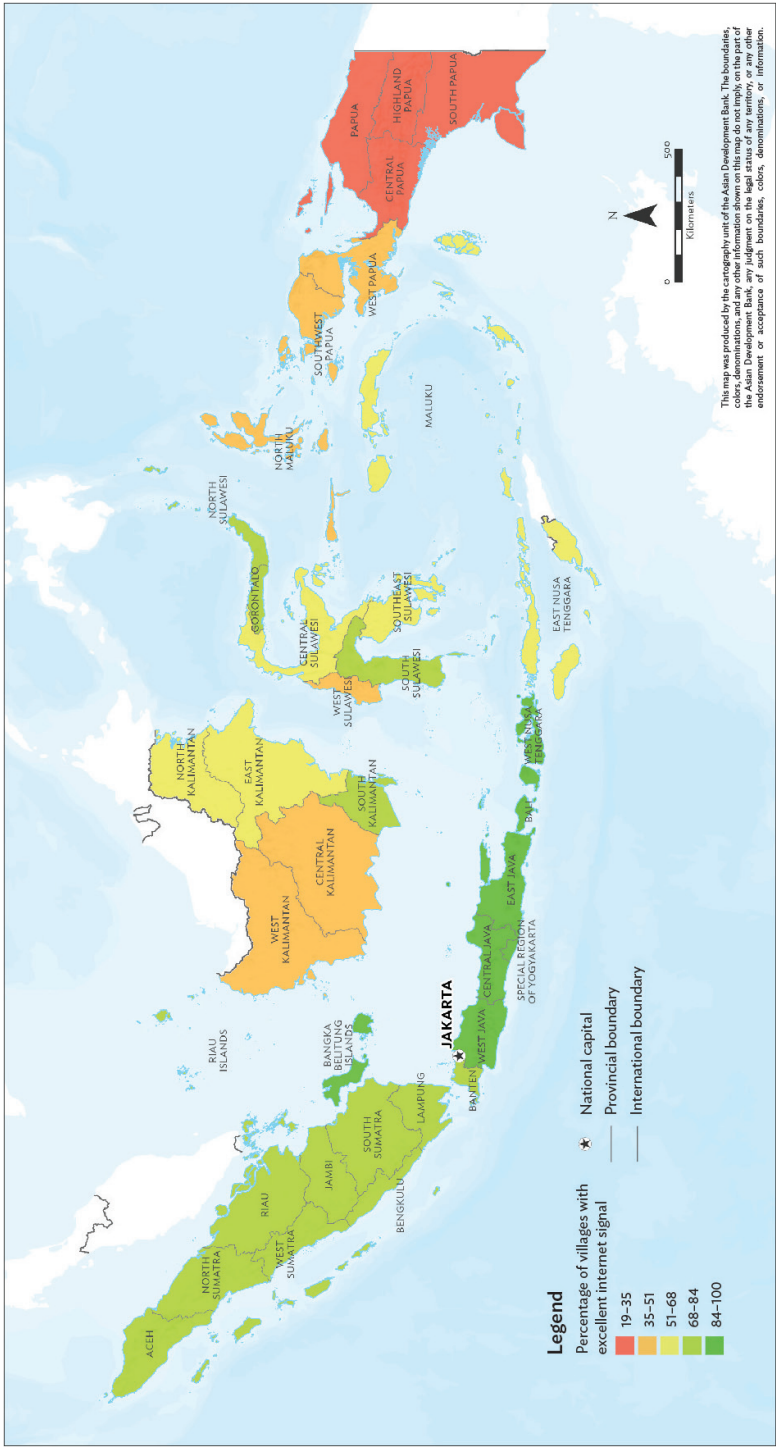 ACEH
NORTH
SUMATRA
RIAU
WEST
SUMATRA
JAMBI
SOUTH
SUMATRA
BENGKULU
LAMPUNG
RIAU
ISLANDS
BANGKA
BELITUNG
ISLANDS
JAKARTA
BANTEN
WEST JAVA
CENTRAL JAVA
SPECIAL REGION
OF YOGYAKARTA
EAST JAVA
BALI
WEST NUSA
TENGGARA
EAST NUSA
TENGGARA
WEST
KALIMANTAN
CENTRAL
KALIMANTAN
SOUTH
KALIMANTAN
EAST
KALIMANTAN
NORTH
KALIMANTAN
WEST
SULAWESI
SOUTH
SULAWESI
CENTRAL
SULAWESI
SOUTHEAST
SULAWESI
GORONTALO
NORTH
SULAWESI
NORTH
MALUKU
MALUKU
SOUTHWEST
PAPUA
WEST PAPUA
CENTRAL
PAPUA
PAPUA
HIGHLAND
PAPUA
SOUTH PAPUA
Legend
Percentage of villages with
excellent internet signal
19–35
35–51
51–68
68–84
84–100
National capital
Provincial boundary
International boundary
N
0
500
Kilometers
This map was produced by the cartography unit of the Asian Development Bank. The boundaries,
colors, denominations, and any other information shown on this map do not imply, on the part of
the Asian Development Bank, any judgment on the legal status of any territory, or any other
endorsement or acceptance of such boundaries, colors, denominations, or information.